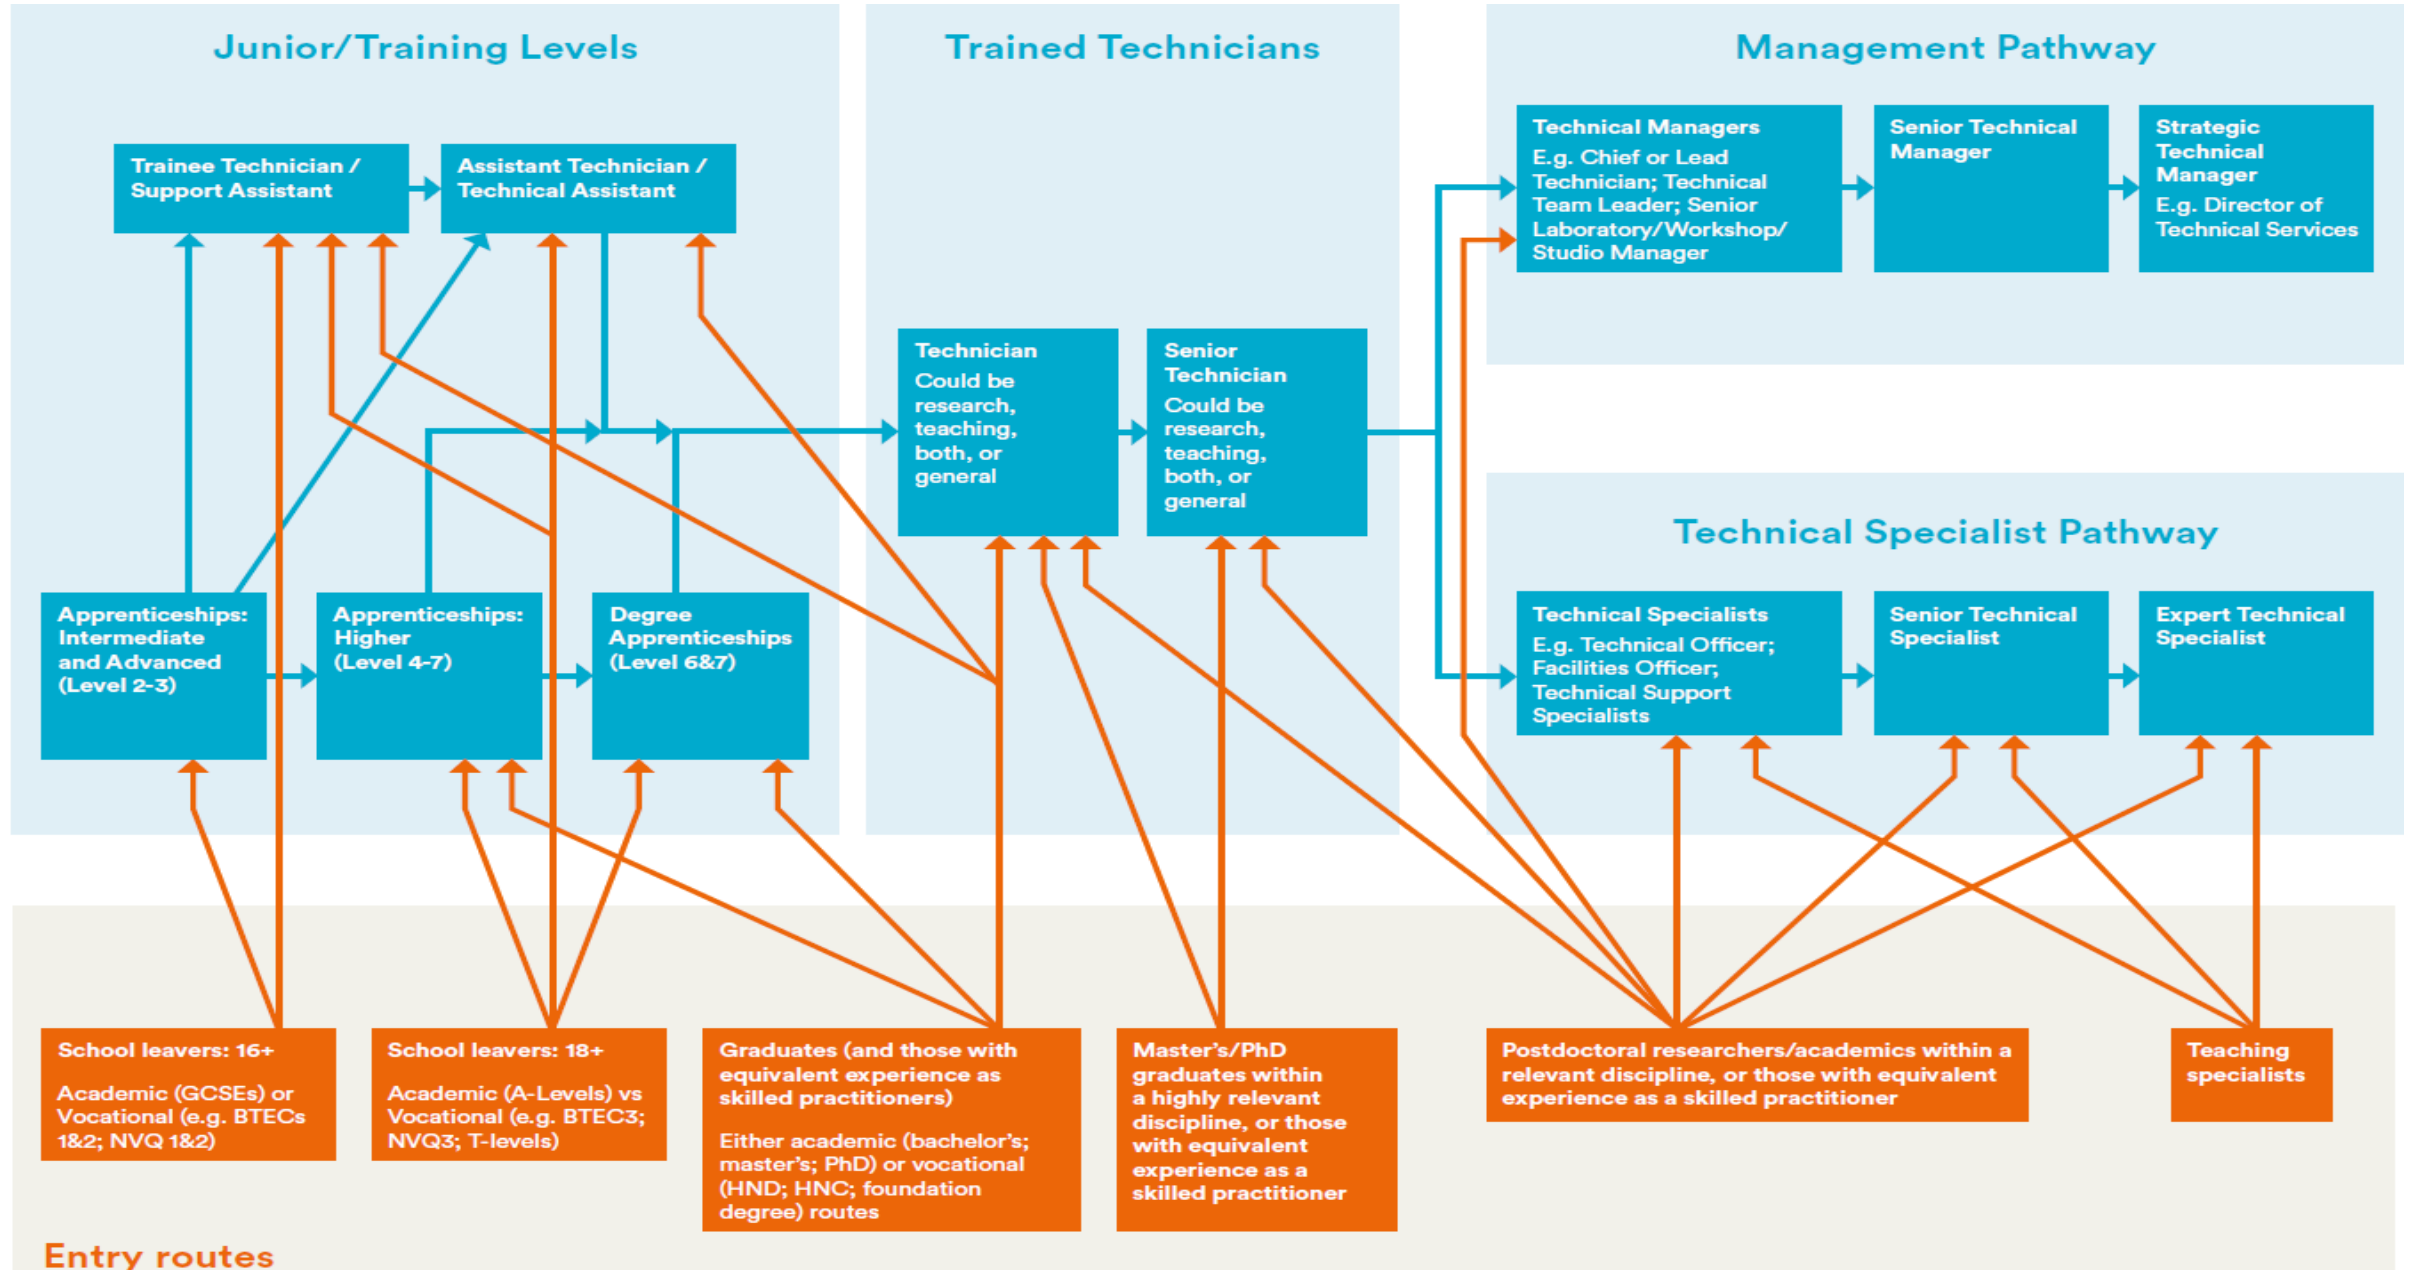 Junior/Training Levels
Trained Technicians
Management Pathway
Trainee Technician /
Support Assistant
Assistant Technician /
Technical Assistant
Technical Managers
E.g. Chief or Lead
Technician; Technical
Team Leader; Senior
Laboratory/Workshop/
Studio Manager
Senior Technical
Manager
Strategic
Technical
Manager
E.g. Director of
Technical Services
Technician
Could be
research,
teaching,
both, or
general
Senior
Technician
Could be
research,
teaching,
both, or
general
Technical Specialist Pathway
Apprenticeships:
Intermediate
and Advanced
(Level 2-3)
Apprenticeships:
Higher
(Level 4-7)
Degree
Apprenticeships
(Level 6&7)
Technical Specialists
E.g. Technical Officer;
Facilities Officer;
Technical Support
Specialists
Senior Technical
Specialist
Expert Technical
Specialist
School leavers: 16+
Academic (GCSEs) or
Vocational (e.g. BTECs
1&2; NVQ 1&2)
School leavers: 18+
Academic (A-Levels) vs
Vocational (e.g. BTEC3;
NVQ3; T-levels)
Graduates (and those with
equivalent experience as
skilled practitioners)
Either academic (bachelor's;
master's; PhD) or vocational
(HND; HNC; foundation
degree) routes
Master's/PhD
graduates within
a highly relevant
discipline, or those
with equivalent
experience as a
skilled practitioner
Postdoctoral researchers/academics within a
relevant discipline, or those with equivalent
experience as a skilled practitioner
Teaching
specialists
Entry routes